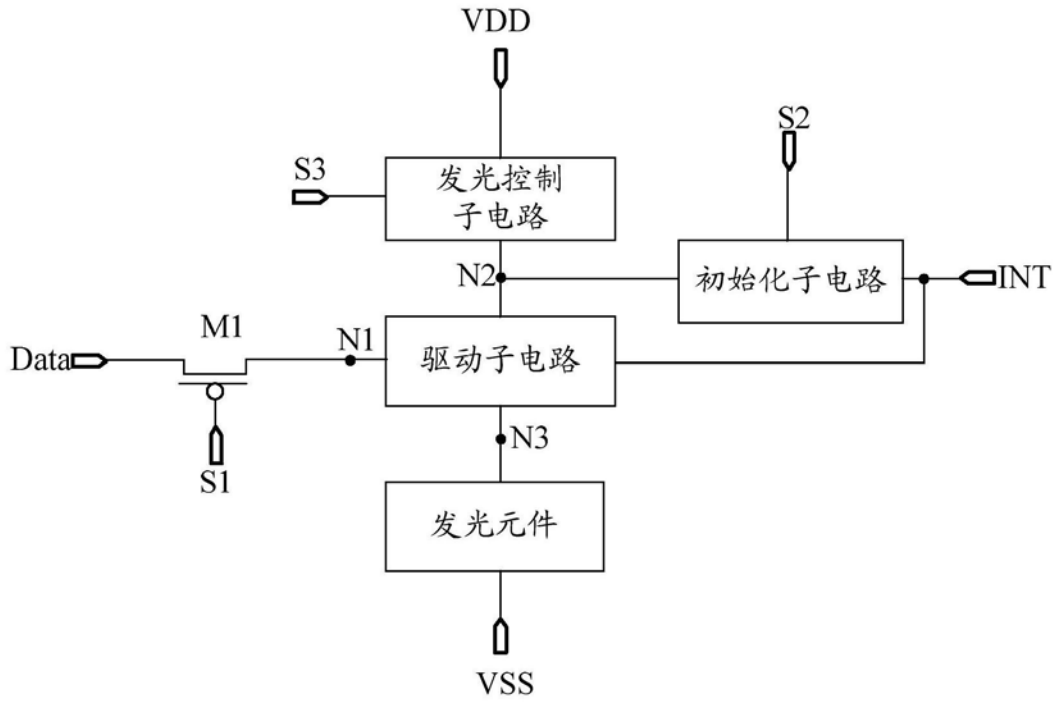 VDD
S2
S3
发光控制
子电路
N2
初始化子电路
INT
M1
Data
N1
驱动子电路
N3
S1
发光元件
VSS